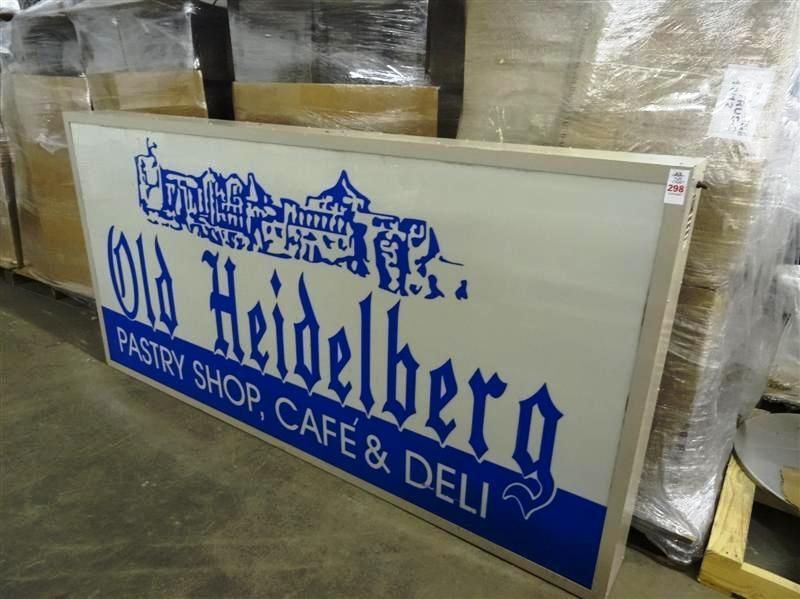 Old Heidelberg
PASTRY SHOP, CAFÉ & DELI
298